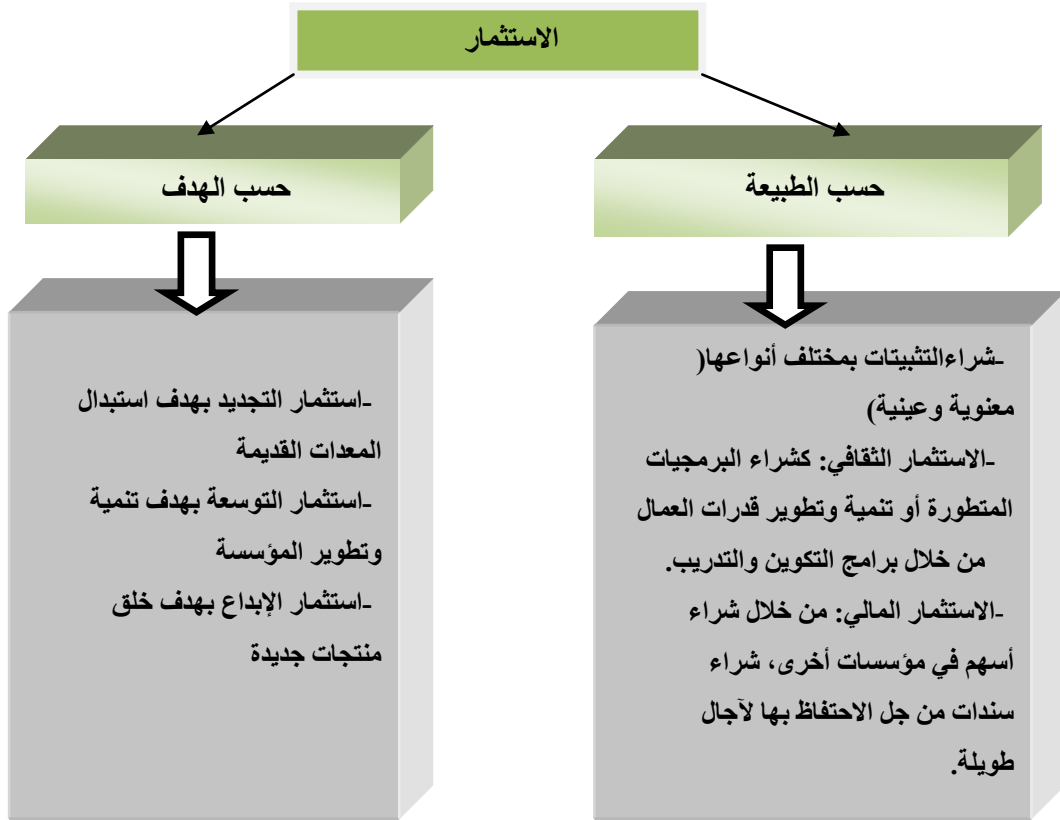 الاستثمار
حسب الطبيعة
-شراءالتثبيتات بمختلف أنواعها(
معنوية وعينية)
-الاستثمار الثقافي: كشراء البرمجيات
المتطورة أو تنمية وتطوير قدرات العمال
من خلال برامج التكوين والتدريب.
-الاستثمار المالي: من خلال شراء
أسهم في مؤسسات أخرى، شراء
سندات من جل الاحتفاظ بها لآجال
طويلة.
حسب الهدف
-استثمار التجديد بهدف استبدال
المعدات القديمة
-استثمار التوسعة بهدف تنمية
وتطوير المؤسسة
-استثمار الإبداع بهدف خلق
منتجات جديدة